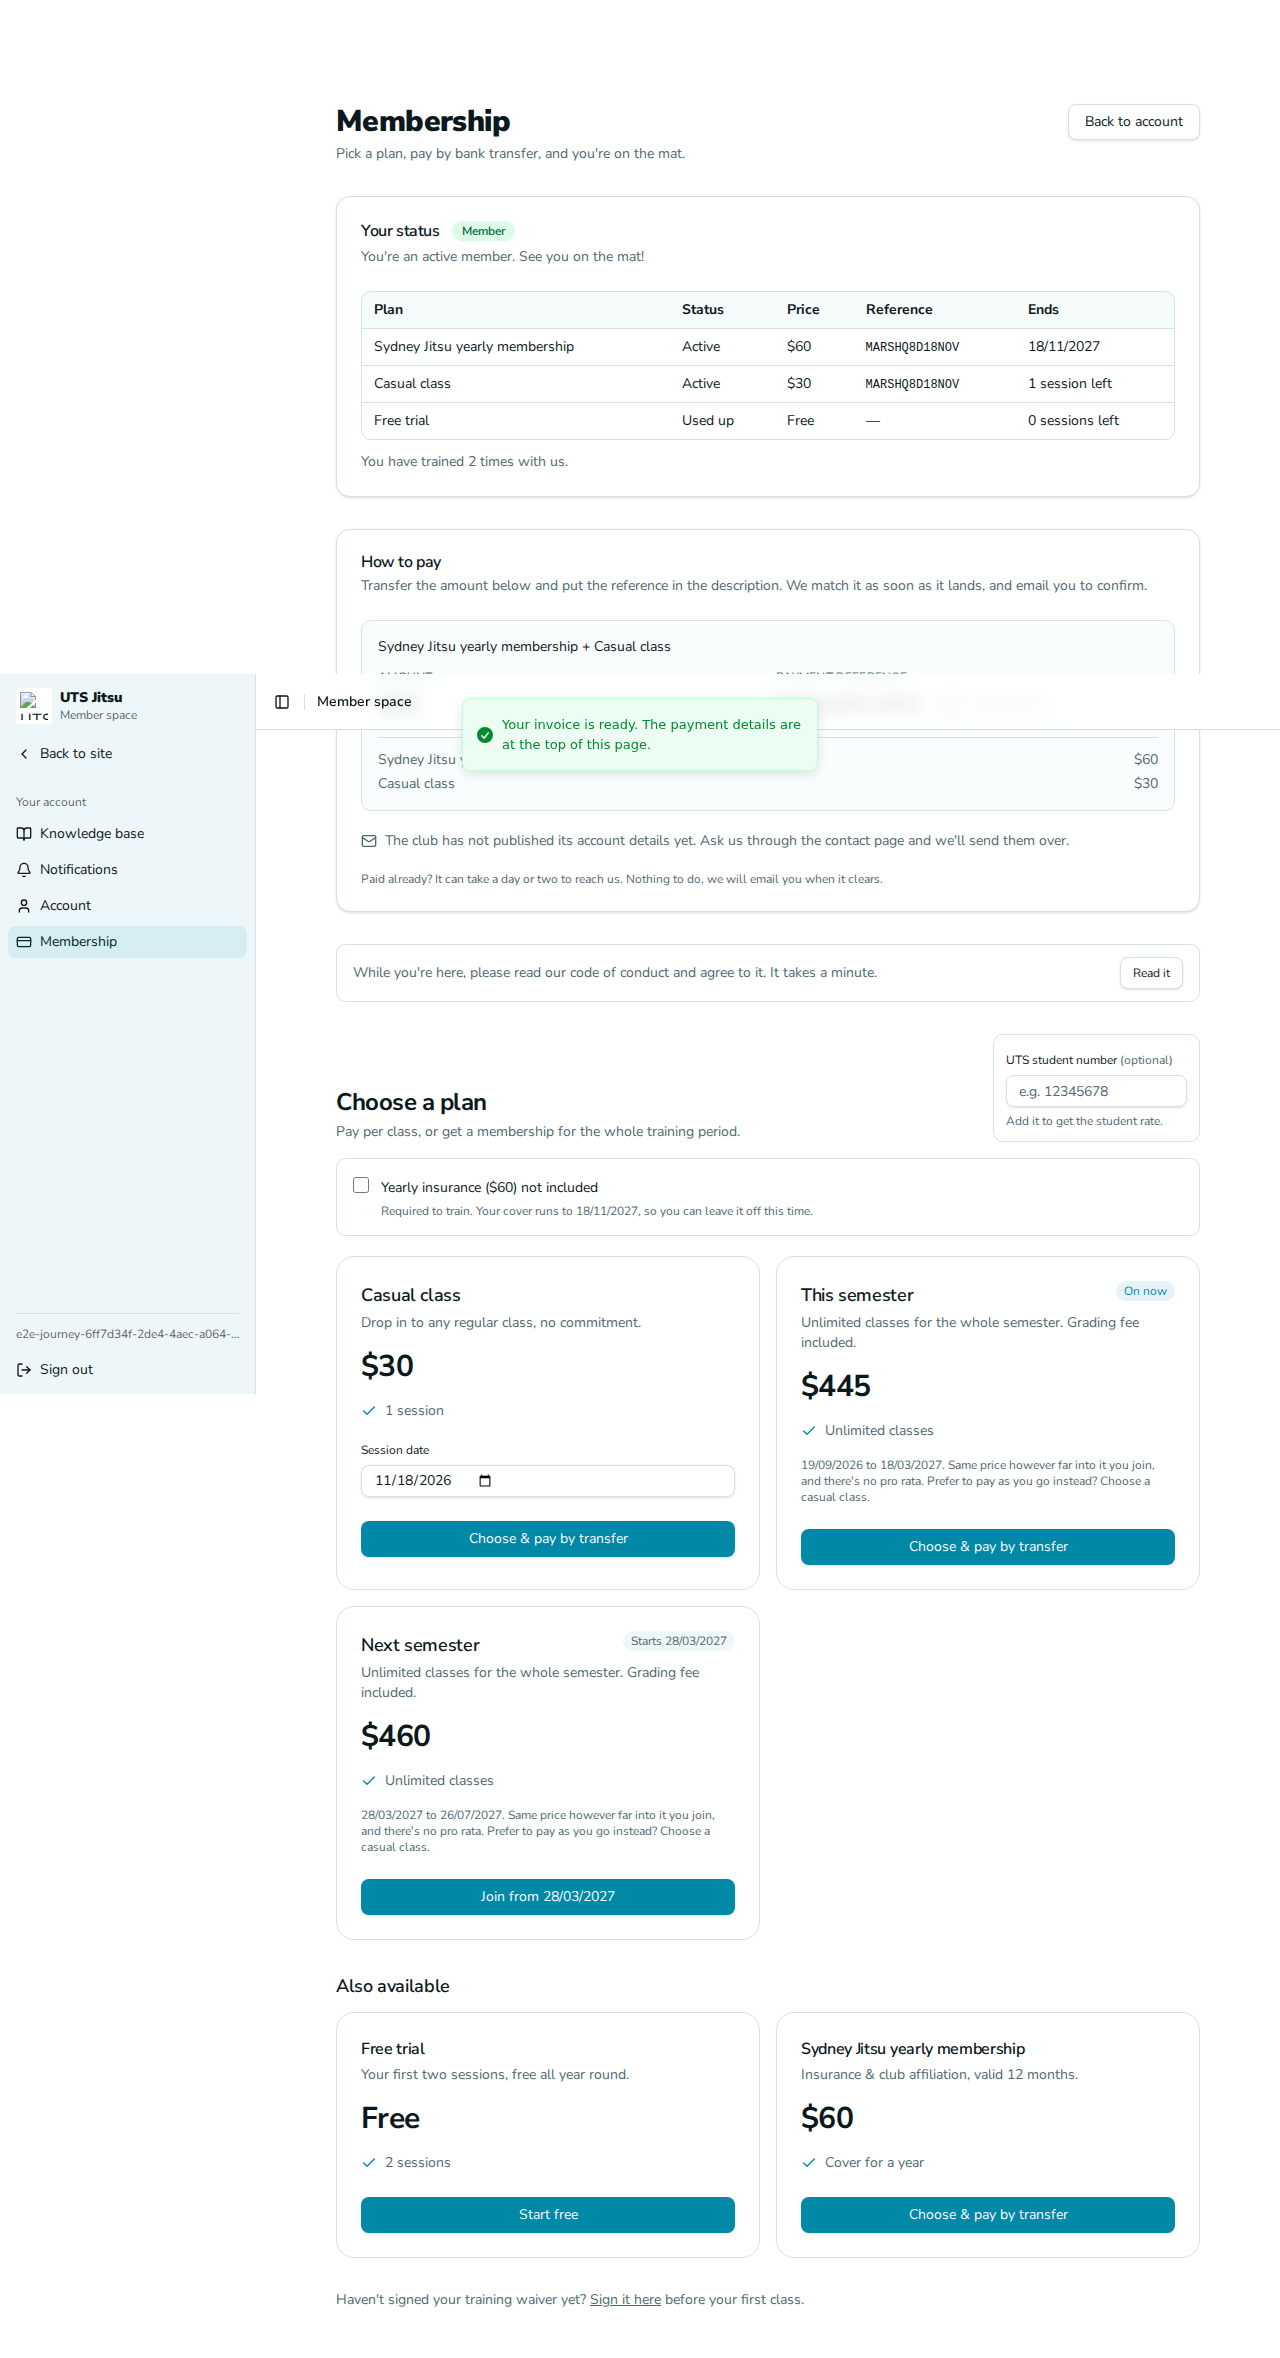 Membership
Back to account
Pick a plan, pay by bank transfer, and you're on the mat.
Your status Member
You're an active member. See you on the mat!
Plan Status Price Reference Ends
Sydney Jitsu yearly membership Active $60 MARSHQ8D18NOV 18/11/2027
Casual class Active $30 MARSHQ8D18NOV 1 session left
Free trial Used up Free — 0 sessions left
You have trained 2 times with us.
How to pay
Transfer the amount below and put the reference in the description. We match it as soon as it lands, and email you to confirm.
Sydney Jitsu yearly membership + Casual class
UTS Jitsu
Member space
Back to site
Your account
Knowledge base
Notifications
Account
Membership
e2e-journey-6ff7d34f-2de4-4aec-a064-...
Sign out
Member space
Your invoice is ready. The payment details are
at the top of this page.
Sydney Jitsu $60
Casual class $30
The club has not published its account details yet. Ask us through the contact page and we'll send them over.
Paid already? It can take a day or two to reach us. Nothing to do, we will email you when it clears.
While you're here, please read our code of conduct and agree to it. It takes a minute.
Read it
UTS student number (optional)
e.g. 12345678
Add it to get the student rate.
Choose a plan
Pay per class, or get a membership for the whole training period.
Yearly insurance ($60) not included
Required to train. Your cover runs to 18/11/2027, so you can leave it off this time.
Casual class
Drop in to any regular class, no commitment.
$30
1 session
Session date
11/18/2026
Choose & pay by transfer
This semester On now
Unlimited classes for the whole semester. Grading fee
included.
$445
Unlimited classes
19/09/2026 to 18/03/2027. Same price however far into it you join,
and there's no pro rata. Prefer to pay as you go instead? Choose a
casual class.
Choose & pay by transfer
Next semester Starts 28/03/2027
Unlimited classes for the whole semester. Grading fee
included.
$460
Unlimited classes
28/03/2027 to 26/07/2027. Same price however far into it you join,
and there's no pro rata. Prefer to pay as you go instead? Choose a
casual class.
Join from 28/03/2027
Also available
Free trial
Your first two sessions, free all year round.
Free
2 sessions
Start free
Sydney Jitsu yearly membership
Insurance & club affiliation, valid 12 months.
$60
Cover for a year
Choose & pay by transfer
Haven't signed your training waiver yet? Sign it here before your first class.